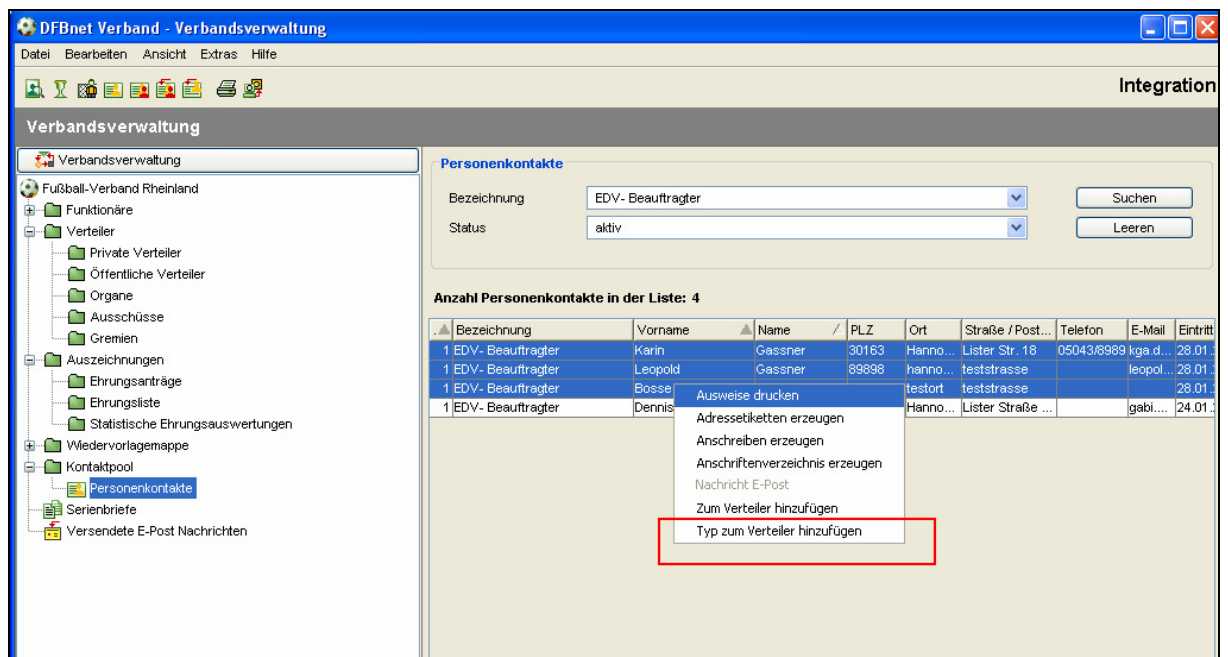 DFBnet Verband - Verbandsverwaltung
Datei Bearbeiten Ansicht Extras Hilfe
Integration
Verbandsverwaltung
Verbandsverwaltung
Fußball-Verband Rheinland
Funktionäre
Verteiler
Private Verteiler
Öffentliche Verteiler
Organe
Ausschüsse
Gremien
Auszeichnungen
Ehrungsanträge
Ehrungsliste
Statistische Ehrungsauswertungen
Wiedervorlagemappe
Kontaktpool
Personenkontakte
Serienbriefe
Versendete E-Post Nachrichten
Personenkontakte
Bezeichnung EDV- Beauftragter Suchen
Status aktiv Leeren
Anzahl Personenkontakte in der Liste: 4
. Bezeichnung Vorname Name PLZ Ort Straße / Post... Telefon E-Mail Eintritt
1 EDV- Beauftragter Karin Gassner 30163 Hanno... Lister Str. 18 05043/8989 kga.d... 28.01.
1 EDV- Beauftragter Leopold Gassner 89898 hanno... teststrasse leopol... 28.01.
1 EDV- Beauftragter Bosse testort teststrasse 28.01.
1 EDV- Beauftragter Dennis Hanno... Lister Straße ... gabi.... 24.01.
Ausweise drucken
Adressetiketten erzeugen
Anschreiben erzeugen
Anschriftenverzeichnis erzeugen
Nachricht E-Post
Zum Verteiler hinzufügen
Typ zum Verteiler hinzufügen